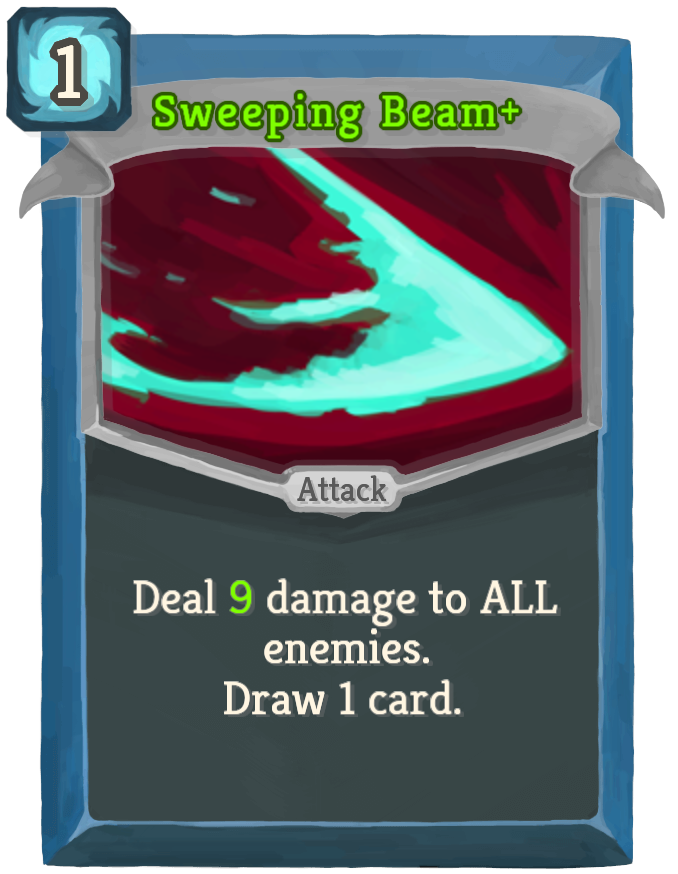 1
Sweeping Beam+
Attack
Deal 9 damage to ALL
enemies.
Draw 1 card.